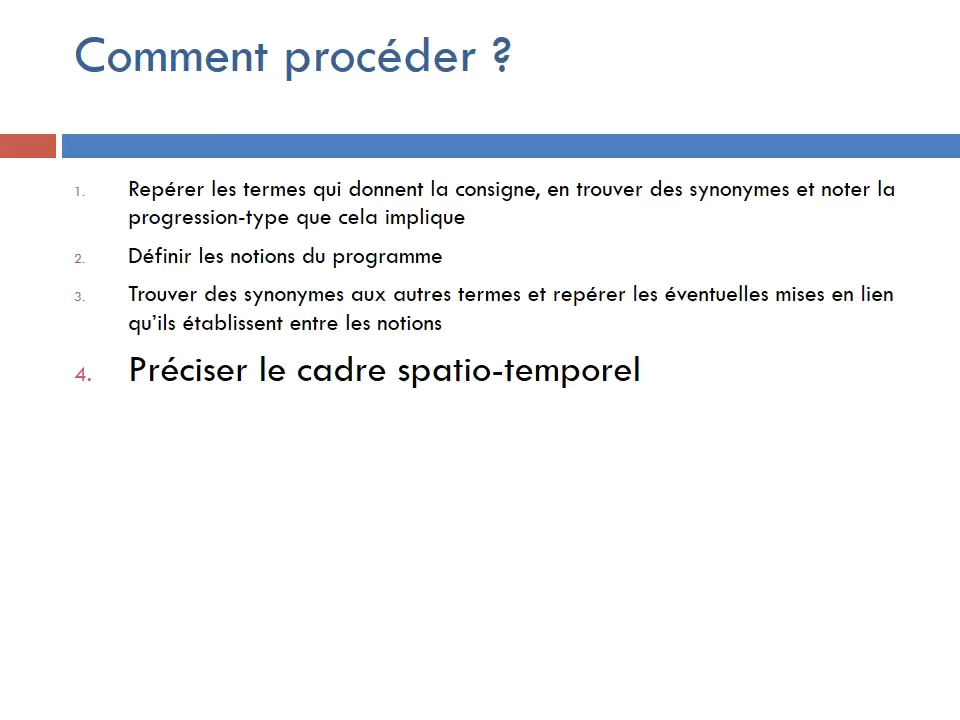 Comment procéder ?
1. Repérer les termes qui donnent la consigne, en trouver des synonymes et noter la
progression-type que cela implique
2. Définir les notions du programme
3. Trouver des synonymes aux autres termes et repérer les éventuelles mises en lien
qu’ils établissent entre les notions
4. Préciser le cadre spatio-temporel